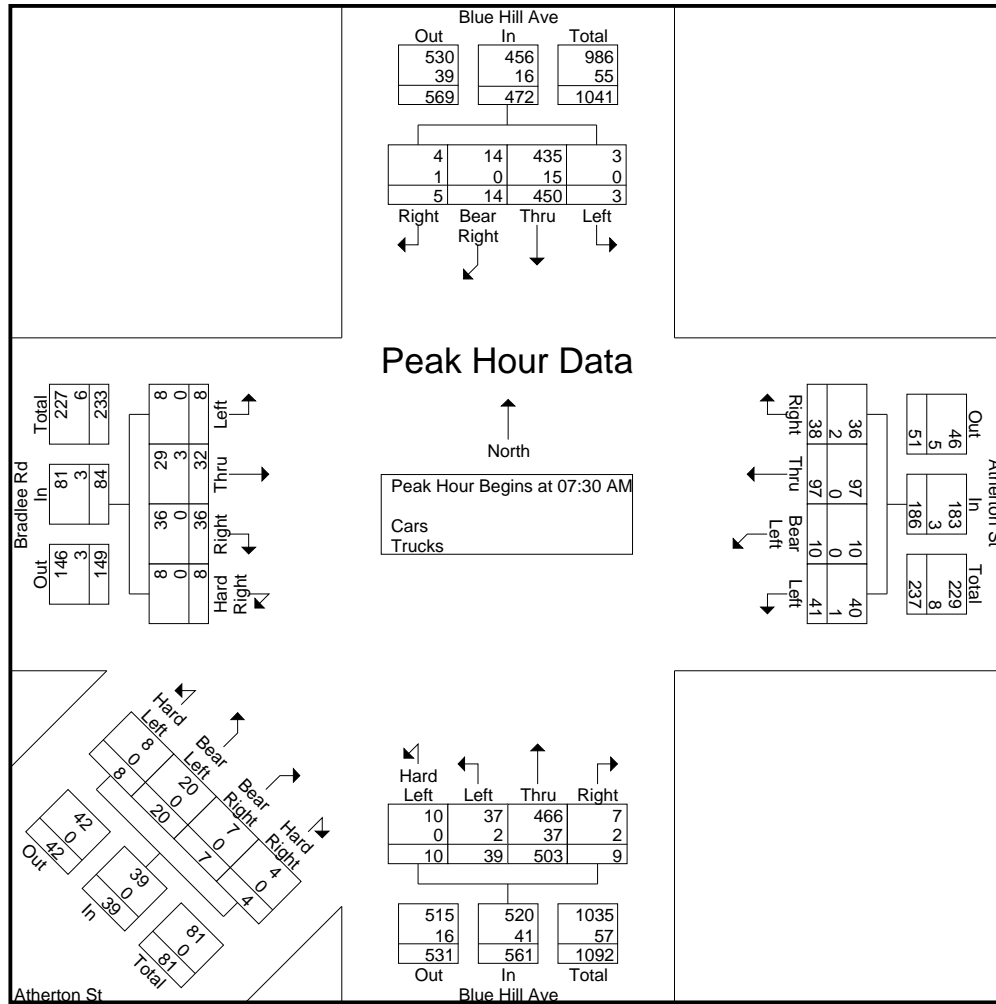 Blue Hill Ave
Out In Total
530 456 986
39 16 55
569 472 1041
4 14 435 3
1 0 15 0
5 14 450 3
Right Bear Right Thru Left
Peak Hour Data
North
Peak Hour Begins at 07:30 AM
Cars
Trucks
Bradlee Rd
Total In Out
227 81 146
6 3 3
233 84 149
8 29 36 8
0 3 0 0
8 32 36 8
Left Thru Right Hard Right
Atherton St
Out In Total
46 183 229
5 3 8
51 186 237
36 97 10 40
2 0 0 1
38 97 10 41
Right Thru Bear Left Left
Hard Left Bear Left Bear Right Hard Right
8 20 7 4
0 0 0 0
8 20 7 4
42 39 81
0 0 0
42 39 81
Out In Total
Atherton St
Hard Left Left Thru Right
10 37 466 7
0 2 37 2
10 39 503 9
515 520 1035
16 41 57
531 561 1092
Out In Total
Blue Hill Ave